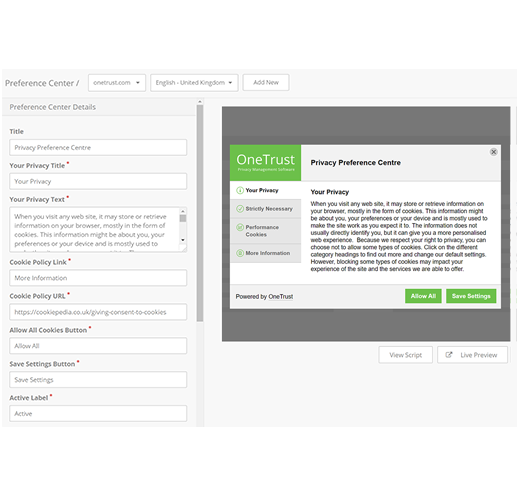 Preference Center /
onetrust.com
English - United Kingdom
Add New
Preference Center Details
Title
Privacy Preference Centre
Your Privacy Title *
Your Privacy
Your Privacy Text *
When you visit any web site, it may store or retrieve
information on your browser, mostly in the form of
cookies. This information might be about you, your
preferences or your device and is mostly used to
Cookie Policy Link *
More Information
Cookie Policy URL *
https://cookiepedia.co.uk/giving-consent-to-cookies
Allow All Cookies Button *
Allow All
Save Settings Button *
Save Settings
Active Label *
Active
OneTrust
Privacy Management Software
Privacy Preference Centre
Your Privacy
Strictly Necessary
Performance
Cookies
More Information
Your Privacy
When you visit any web site, it may store or retrieve information on
your browser, mostly in the form of cookies. This information might
be about you, your preferences or your device and is mostly used to
make the site work as you expect it to. The information does not
usually directly identify you, but it can give you a more personalised
web experience. Because we respect your right to privacy, you can
choose not to allow some types of cookies. Click on the different
category headings to find out more and change our default settings.
However, blocking some types of cookies may impact your
experience of the site and the services we are able to offer.
Powered by OneTrust
Allow All
Save Settings
View Script
Live Preview